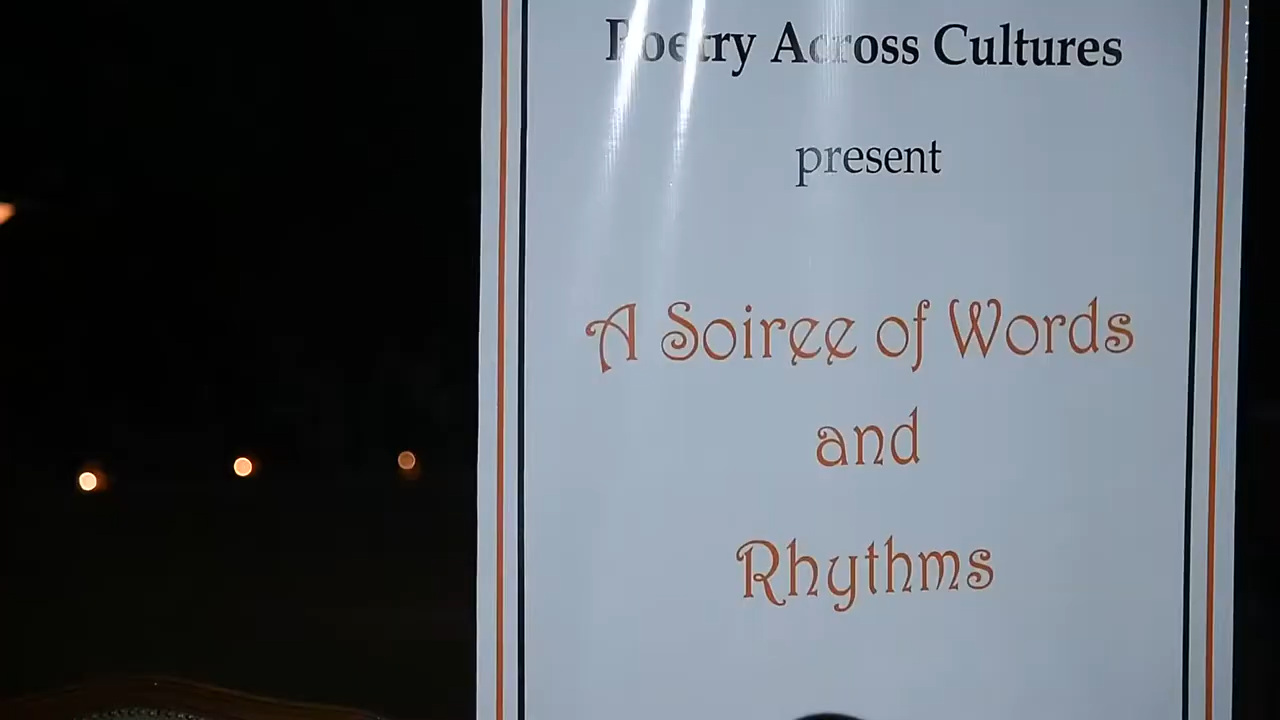 Poetry Across Cultures
present
A Soiree of Words
and
Rhythms